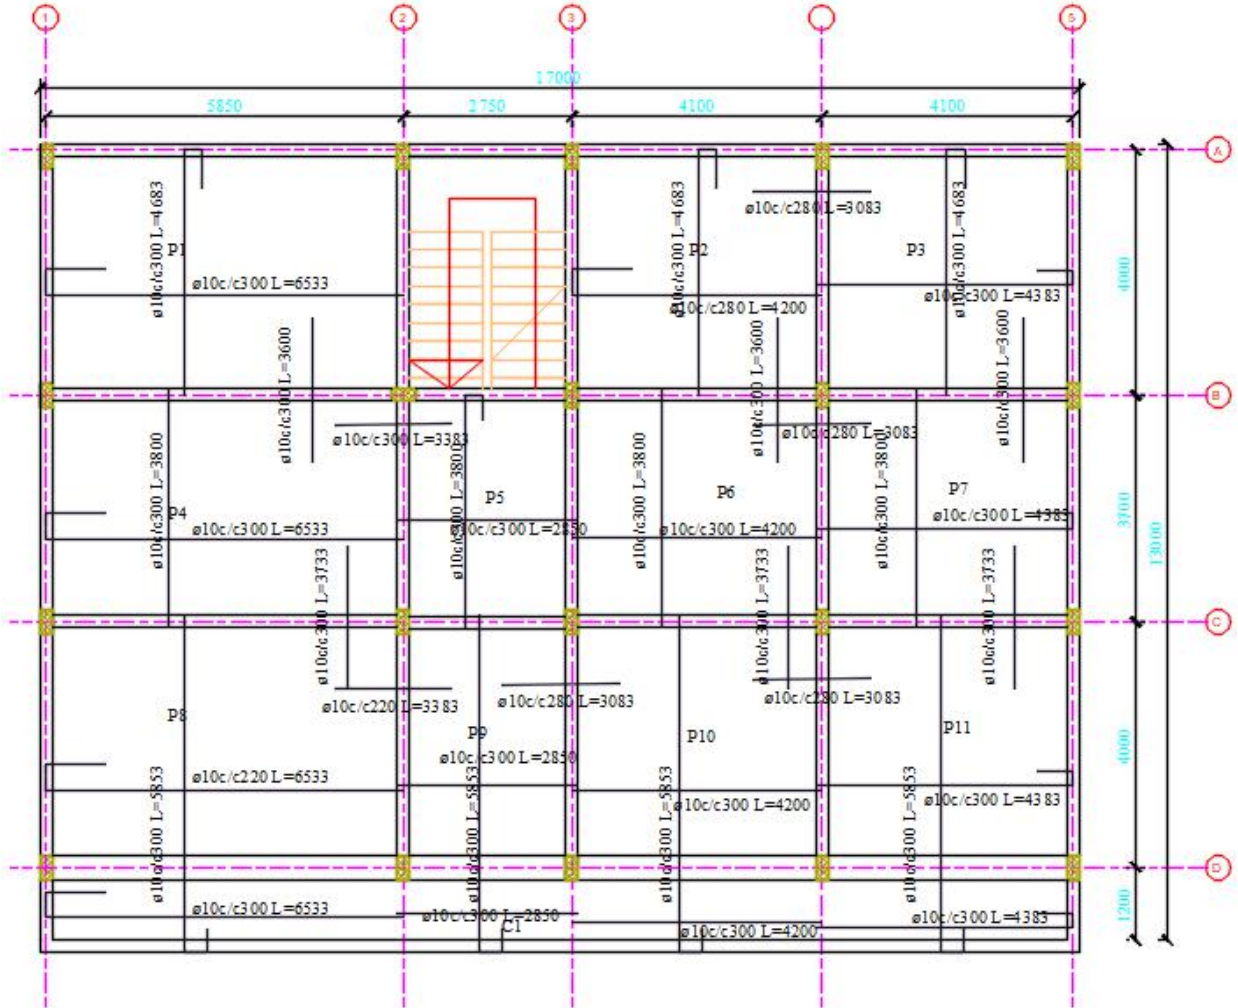 1
2
3
5
17000
5850
2750
4100
4100
A
ø10c/c300 L=4683
ø10c/c300 L=4683
ø10c/c300 L=4683
ø10c/c280 L=3083
P1
P2
P3
4000
ø10c/c300 L=6533
ø10c/c280 L=4200
ø10c/c300 L=4383
ø10c/c300 L=3600
ø10c/c300 L=3600
ø10c/c300 L=3600
B
ø10c/c300 L=3383
ø10c/c280 L=3083
ø10c/c300 L=3800
ø10c/c300 L=3800
ø10c/c300 L=3800
ø10c/c300 L=3800
P4
P5
P6
P7
3700
13000
ø10c/c300 L=6533
ø10c/c300 L=2850
ø10c/c300 L=4200
ø10c/c300 L=4383
ø10c/c300 L=3733
ø10c/c300 L=3733
ø10c/c300 L=3733
C
ø10c/c220 L=3383
ø10c/c280 L=3083
ø10c/c280 L=3083
P8
P9
P10
P11
4000
ø10c/c300 L=2850
ø10c/c220 L=6533
ø10c/c300 L=4200
ø10c/c300 L=4383
ø10c/c300 L=5853
ø10c/c300 L=5853
ø10c/c300 L=5853
ø10c/c300 L=5853
D
1200
ø10c/c300 L=6533
ø10c/c300 L=2850
C1
ø10c/c300 L=4200
ø10c/c300 L=4383